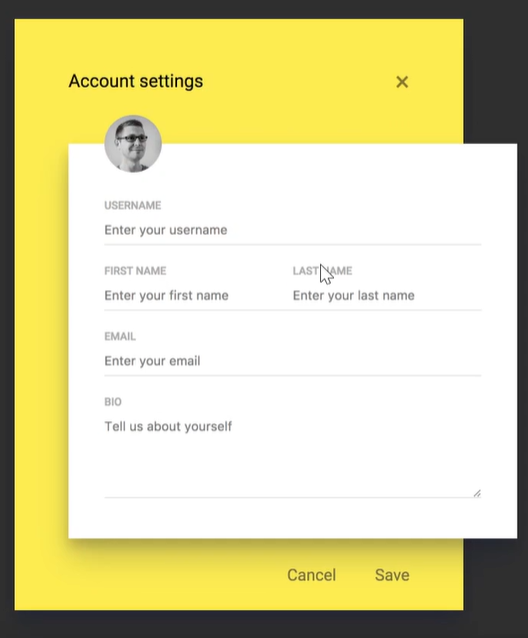 Account settings
USERNAME
Enter your username
FIRST NAME LAST NAME
Enter your first name Enter your last name
EMAIL
Enter your email
BIO
Tell us about yourself
Cancel Save